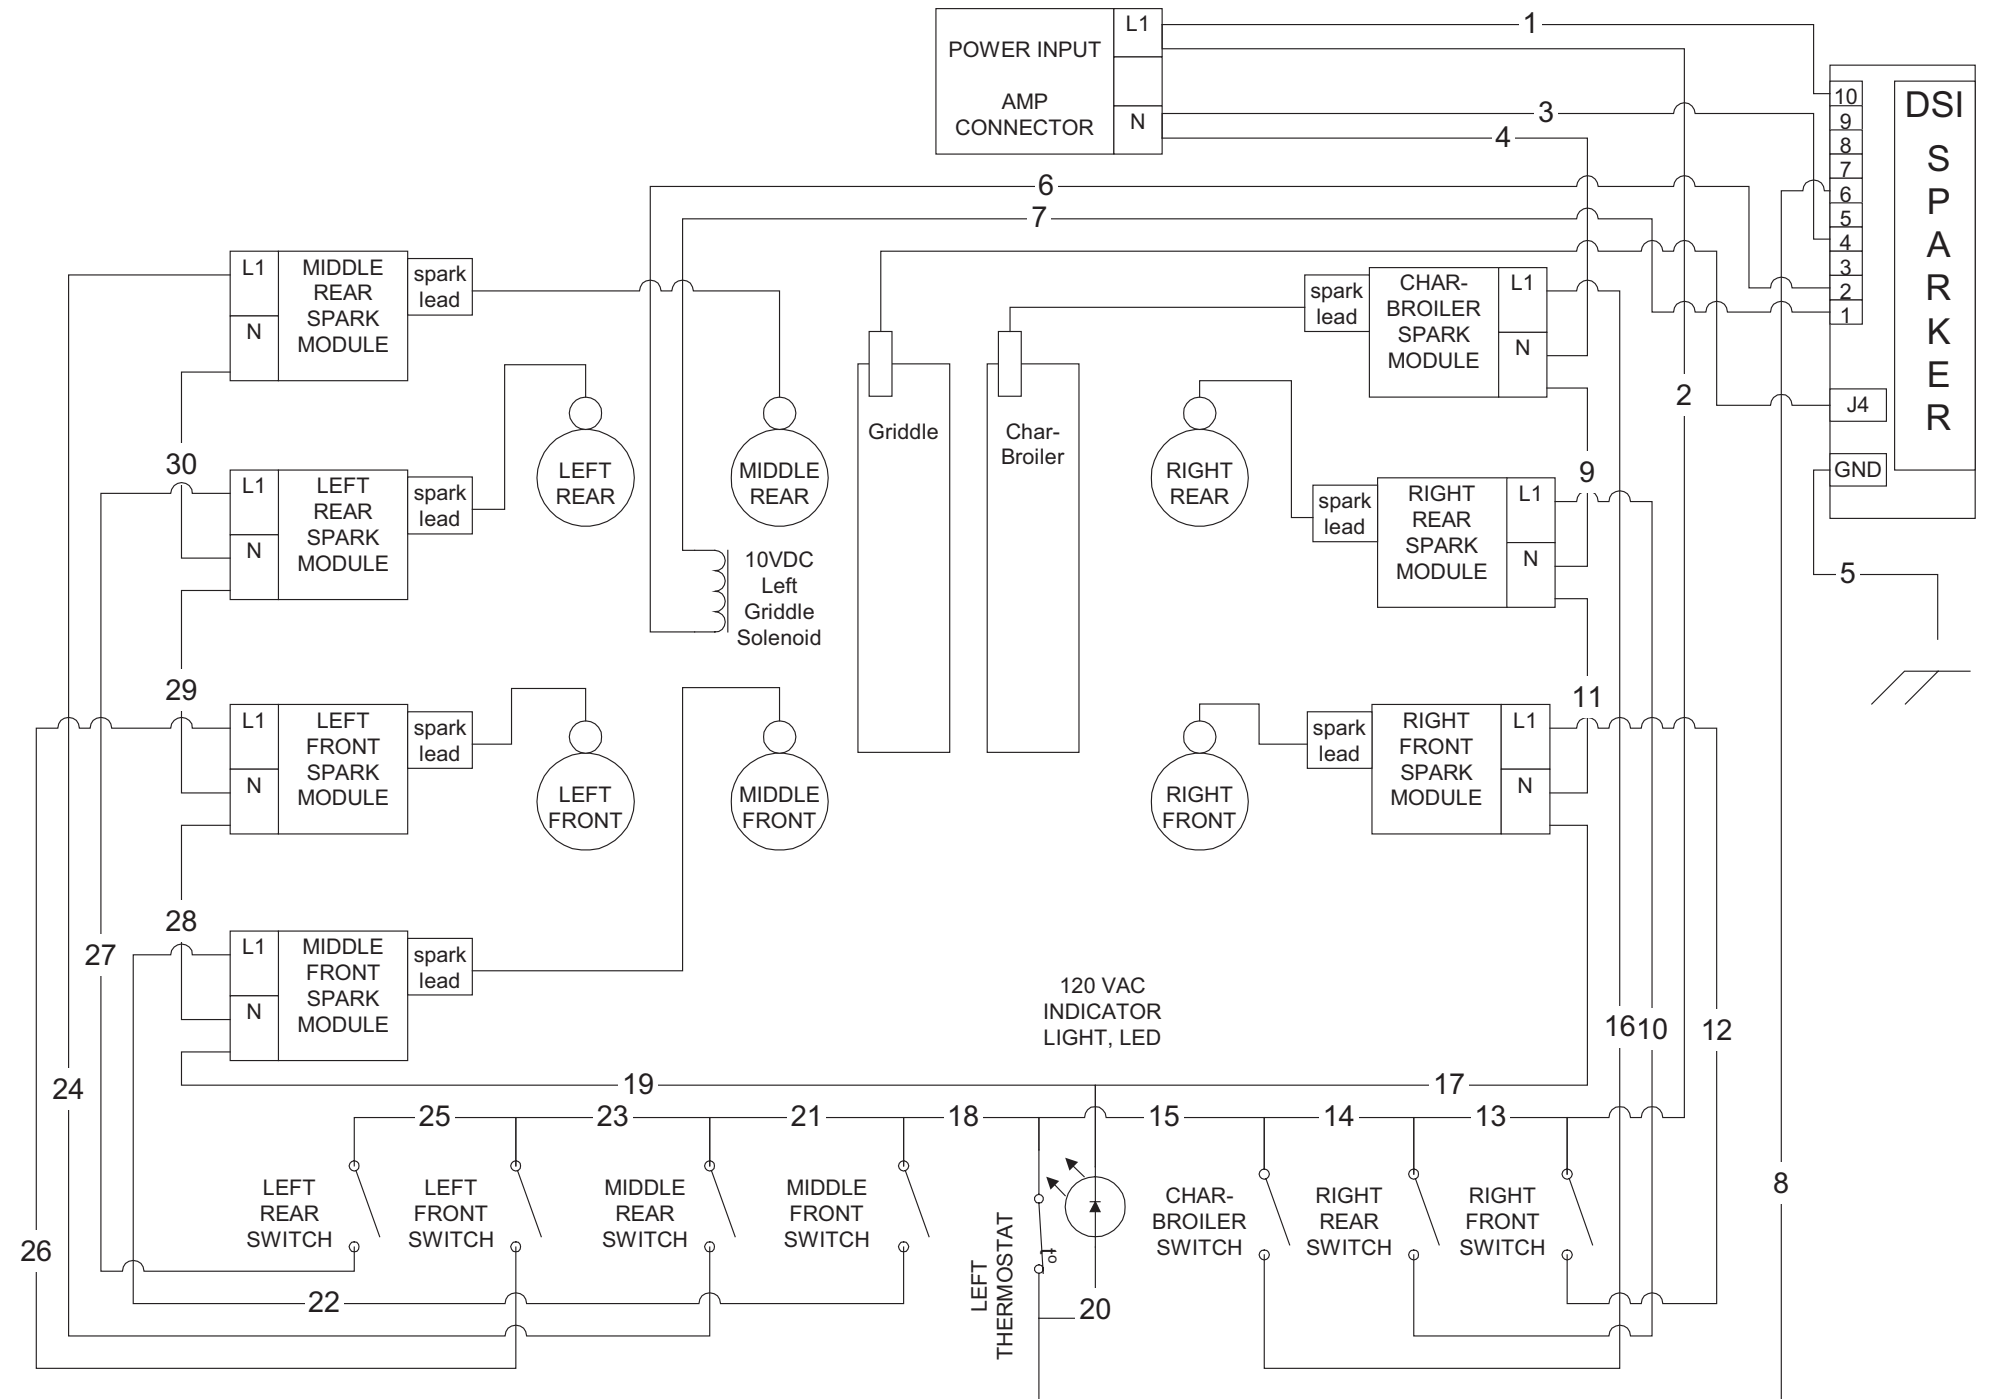 POWER INPUT
AMP
CONNECTOR
L1
N
1
2
3
4
6
7
10
9
8
7
6
5
4
3
2
1
J4
GND
DSI
S
P
A
R
K
E
R
5
L1
N
MIDDLE
REAR
SPARK
MODULE
spark
lead
30
L1
N
LEFT
REAR
SPARK
MODULE
spark
lead
29
L1
N
LEFT
FRONT
SPARK
MODULE
spark
lead
28
L1
N
MIDDLE
FRONT
SPARK
MODULE
spark
lead
LEFT
REAR
MIDDLE
REAR
10VDC
Left
Griddle
Solenoid
LEFT
FRONT
MIDDLE
FRONT
Griddle
Char-
Broiler
RIGHT
REAR
RIGHT
FRONT
spark
lead
CHAR-
BROILER
SPARK
MODULE
L1
N
9
spark
lead
RIGHT
REAR
SPARK
MODULE
L1
N
11
spark
lead
RIGHT
FRONT
SPARK
MODULE
L1
N
120 VAC
INDICATOR
LIGHT, LED
27
24
26
16
10
12
8
19
17
25
23
21
18
15
14
13
LEFT
REAR
SWITCH
LEFT
FRONT
SWITCH
MIDDLE
REAR
SWITCH
MIDDLE
FRONT
SWITCH
LEFT
THERMOSTAT
to
CHAR-
BROILER
SWITCH
RIGHT
REAR
SWITCH
RIGHT
FRONT
SWITCH
22
20